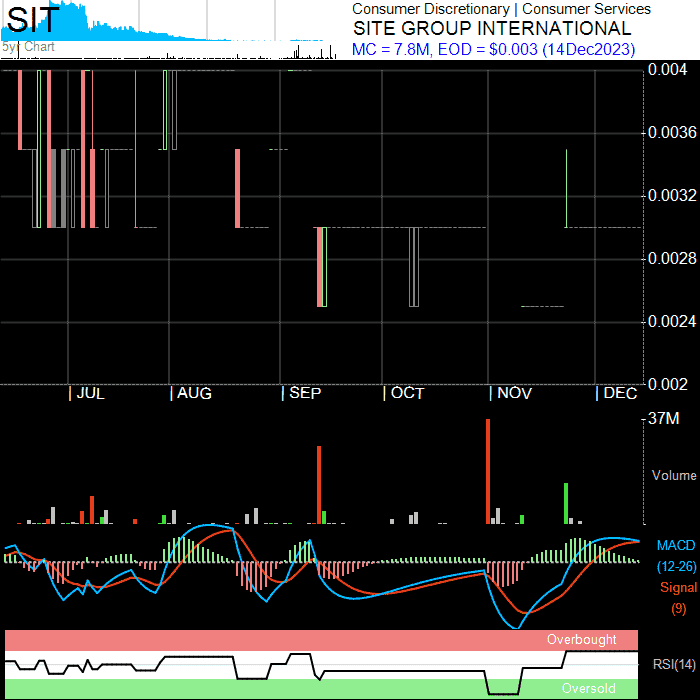 SIT
5yr Chart
Consumer Discretionary | Consumer Services
SITE GROUP INTERNATIONAL
MC = 7.8M, EOD = $0.003 (14Dec2023)
0.004
0.0036
0.0032
0.0028
0.0024
0.002
| JUL | AUG | SEP | OCT | NOV | DEC
37M
Volume
MACD
(12-26)
Signal
(9)
Overbought
RSI(14)
Oversold